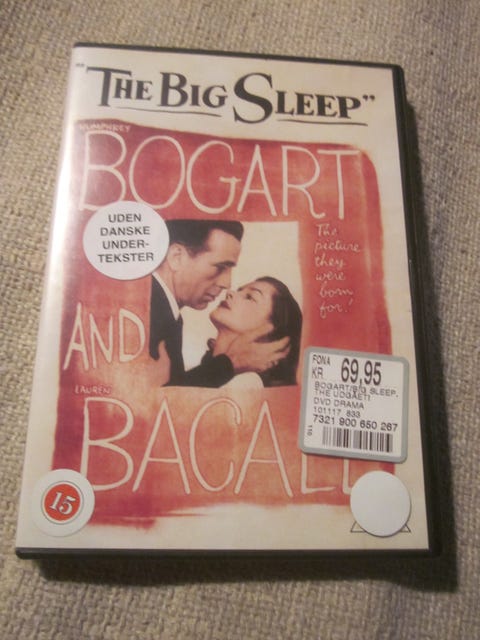 "THE BIG SLEEP"
HUMPHREY
BOGART
UDEN
DANSKE
UNDER-
TEKSTER
The
picture
they
were
born
for!
AND
LAUREN
BACALL
FONA
KR 69,95
BOGART/BIG SLEEP,
THE UDGÅET!
DVD DRAMA
101117 833
7321 900 650 267
110
15